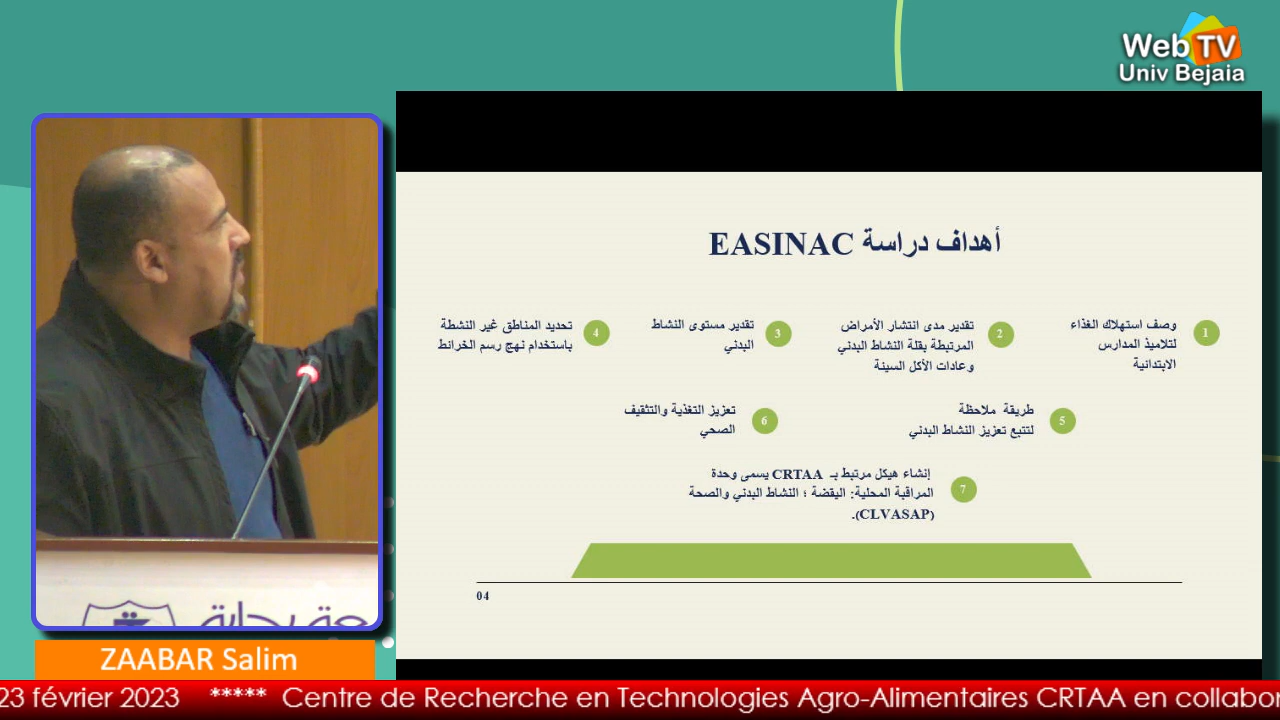 Web TV
Univ Bejaia
أهداف دراسة EASINAC
1
وصف استهلاك الغذاء
لتلاميذ المدارس
الابتدائية
2
تقدير مدى انتشار الأمراض
المرتبطة بقلة النشاط البدني
وعادات الأكل السيئة
3
تقدير مستوى النشاط
البدني
4
تحديد المناطق غير النشطة
باستخدام نهج رسم الخرائط
5
طريقة ملاحظة
لتتبع تعزيز النشاط البدني
6
تعزيز التغذية والتثقيف
الصحي
7
إنشاء هيكل مرتبط بـ CRTAA يسمى وحدة
المراقبة المحلية: اليقضة ؛ النشاط البدني والصحة
(CLVASAP).
04
ZAABAR Salim
23 février 2023 ***** Centre de Recherche en Technologies Agro-Alimentaires CRTAA en collabor